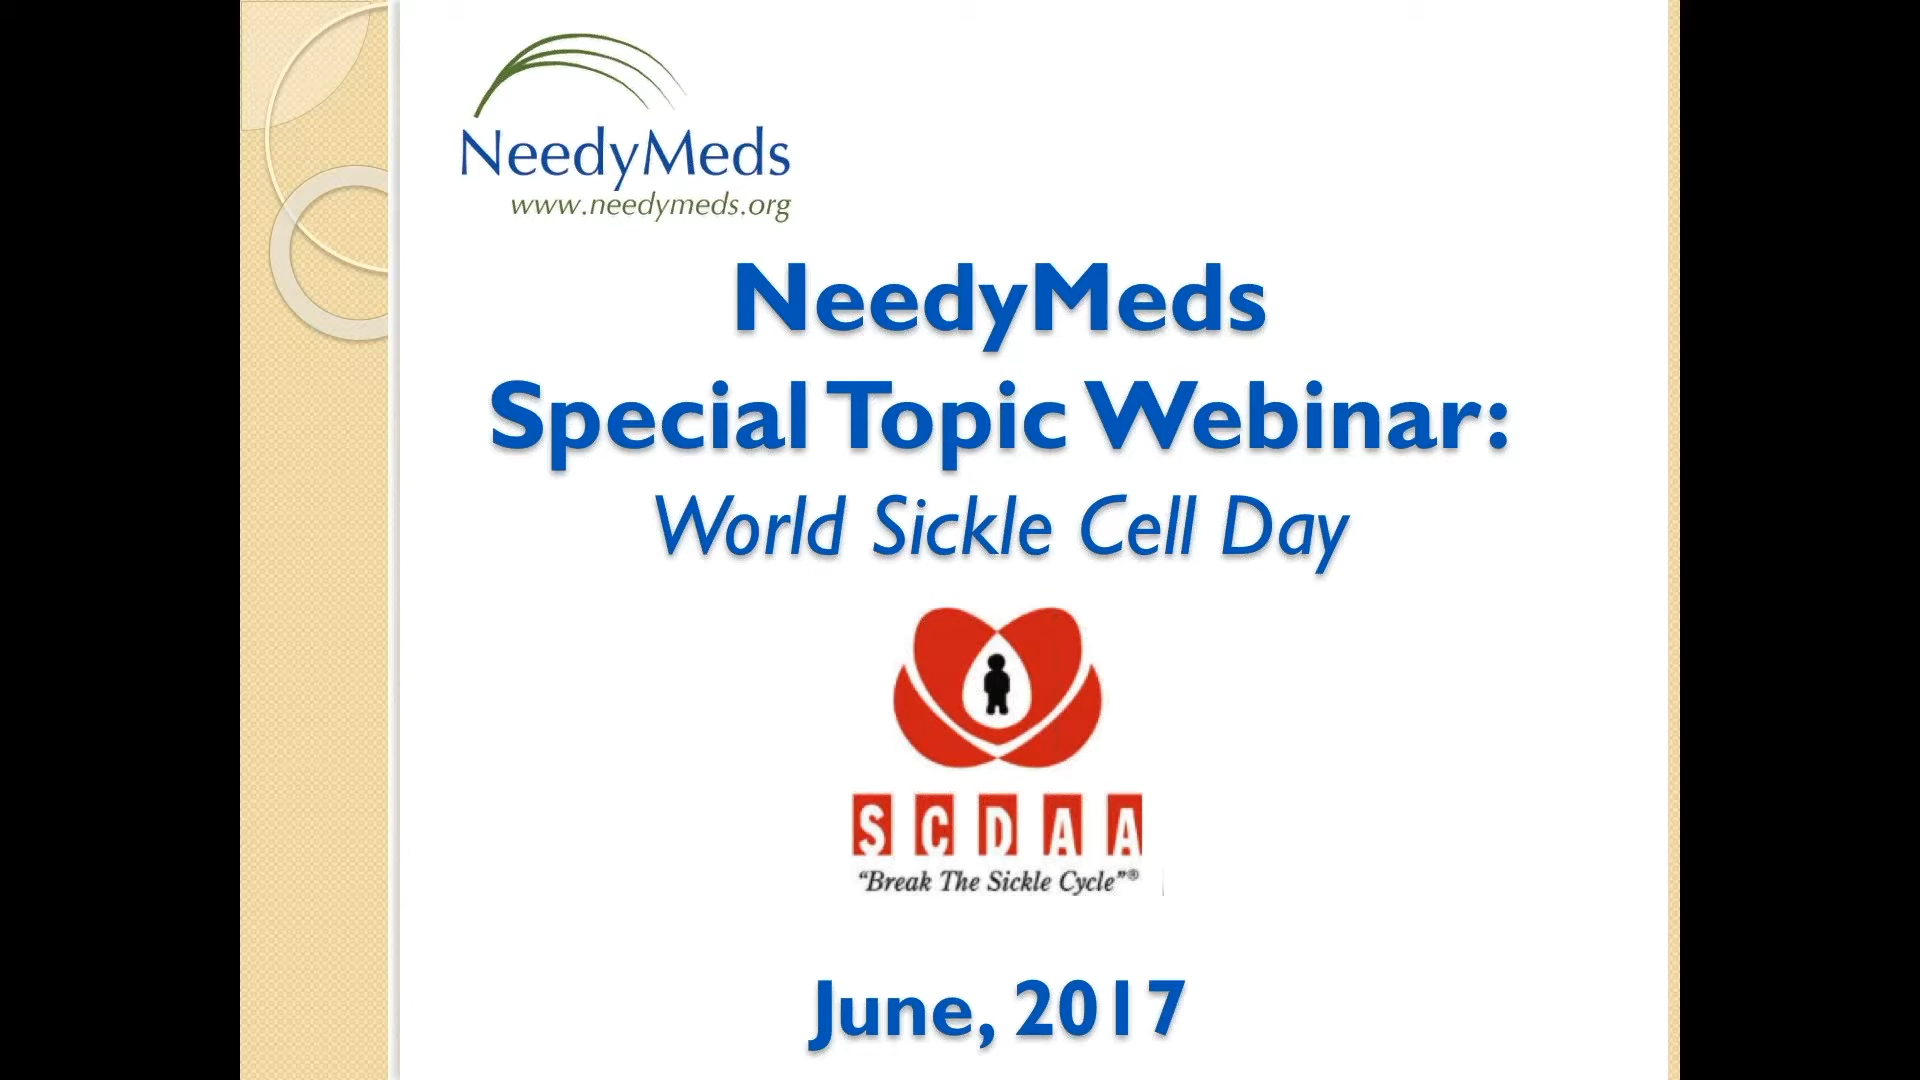 NeedyMeds
www.needymeds.org
NeedyMeds
Special Topic Webinar:
World Sickle Cell Day
SCDAA
“Break The Sickle Cycle”®
June, 2017